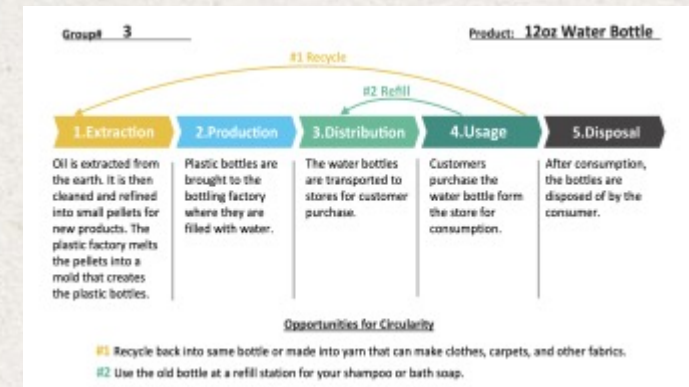 Group# 3
Product: 12oz Water Bottle
#1 Recycle
#2 Refill
1.Extraction
2.Production
3.Distribution
4.Usage
5.Disposal
Oil is extracted from
the earth. It is then
cleaned and refined
into small pellets for
new products. The
plastic factory melts
the pellets into a
mold that creates
the plastic bottles.
Plastic bottles are
brought to the
bottling factory
where they are
filled with water.
The water bottles
are transported to
stores for customer
purchase.
Customers
purchase the
water bottle form
the store for
consumption.
After consumption,
the bottles are
disposed of by the
consumer.
Opportunities for Circularity
#1 Recycle back into same bottle or made into yarn that can make clothes, carpets, and other fabrics.
#2 Use the old bottle at a refill station for your shampoo or bath soap.